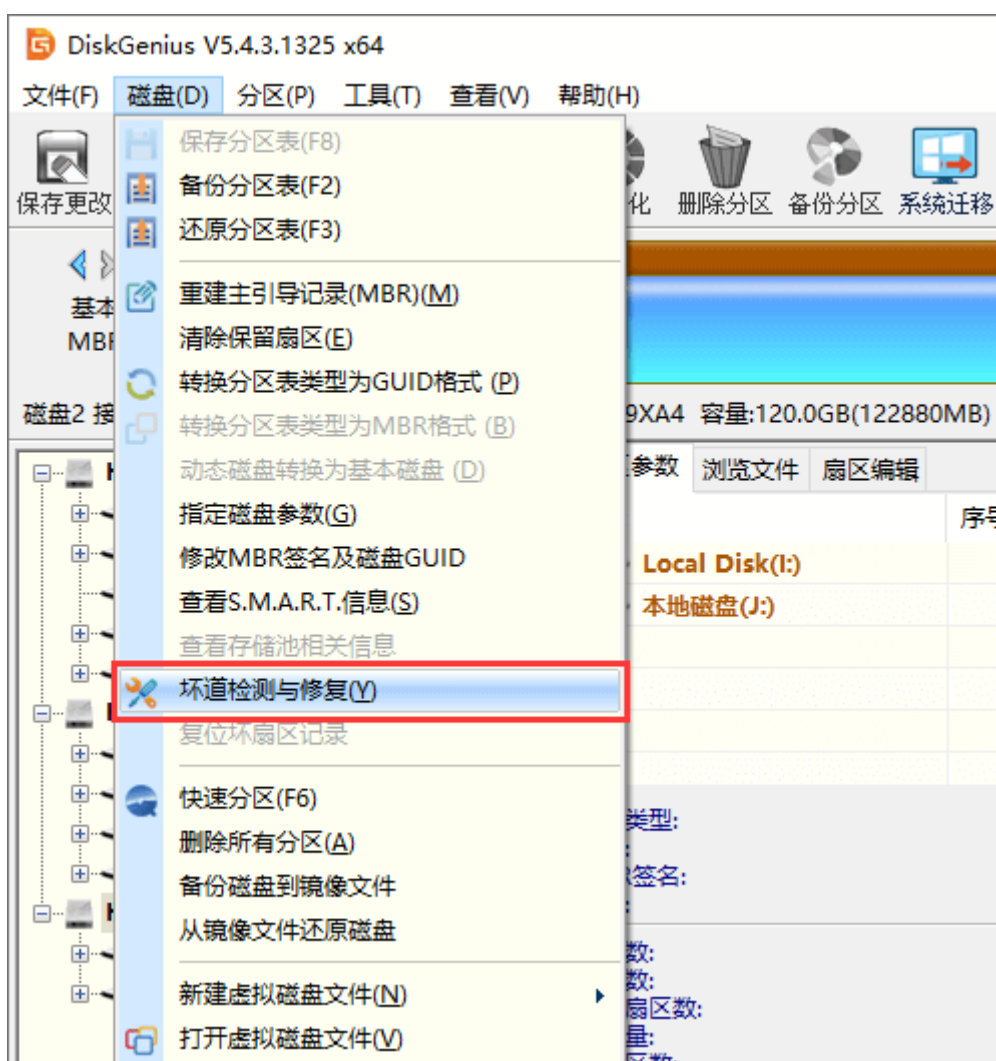 DiskGenius V5.4.3.1325 x64
文件(F) 磁盘(D) 分区(P) 工具(T) 查看(V) 帮助(H)
保存更改 化 删除分区 备份分区 系统迁移
保存分区表(F8)
备份分区表(F2)
还原分区表(F3)
基本
MBR
重建主引导记录(MBR)(M)
清除保留扇区(E)
转换分区表类型为GUID格式 (P)
磁盘2 接 9XA4 容量:120.0GB(122880MB)
转换分区表类型为MBR格式 (B)
动态磁盘转换为基本磁盘 (D)
参数 浏览文件 扇区编辑
指定磁盘参数(G)
序号
修改MBR签名及磁盘GUID
Local Disk(I:)
查看S.M.A.R.T.信息(S)
本地磁盘(J:)
查看存储池相关信息
坏道检测与修复(Y)
复位坏扇区记录
快速分区(F6)
类型:
删除所有分区(A)
签名:
备份磁盘到镜像文件
从镜像文件还原磁盘
数:
新建虚拟磁盘文件(N)
数:
扇区数:
打开虚拟磁盘文件(V)
量: